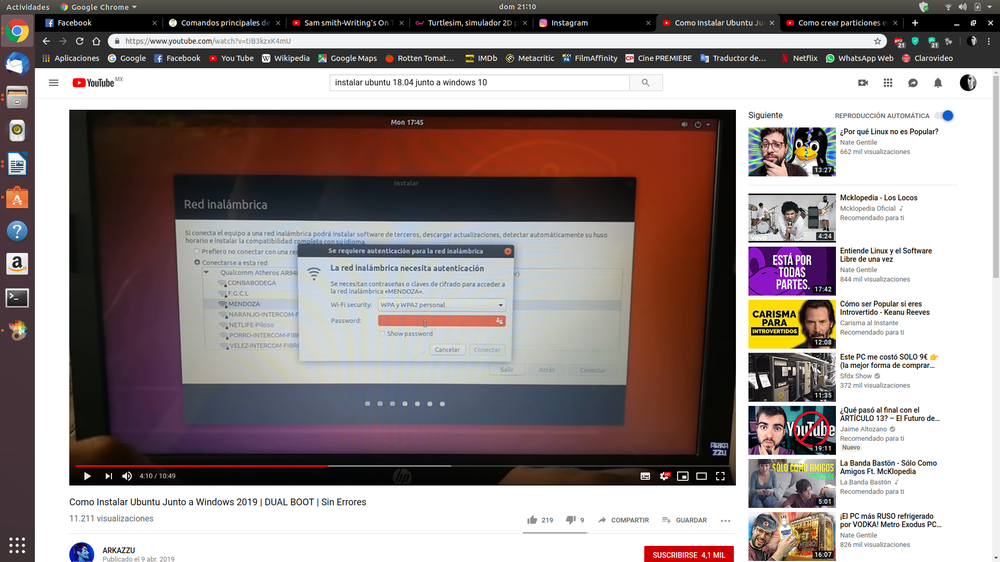 Actividades
Google Chrome
dom 21:10
Facebook
Comandos principales de
Sam smith-Writing's On T
Turtlesim, simulador 2D p
Instagram
Como Instalar Ubuntu Ju
Como crear particiones e
https://www.youtube.com/watch?v=tiB3kzxK4mU
ABP
21
21
Aplicaciones
Google
Facebook
You Tube
Wikipedia
Google Maps
Rotten Tomat...
IMDb
Metacritic
FilmAffinity
Cine PREMIERE
Traductor de...
Netflix
WhatsApp Web
Clarovideo
YouTube MX
instalar ubuntu 18.04 junto a windows 10
Mon 17:45
Instalar
Red inalámbrica
Si conecta el equipo a una red inalámbrica podrá instalar software de terceros, descargar actualizaciones, detectar automáticamente su huso
horario e instalar la compatibilidad completa con su idioma.
Prefiero no conectar con una red
Conectarse a esta red
Qualcomm Atheros AR948
CONBABODEGA
F.G.C.L
MENDOZA
NARANJO-INTERCOM-F
NETLIFE-Piloso
PORRO-INTERCOM-FIBR
VELEZ-INTERCOM-FIBRA
Se requiere autenticación para la red inalámbrica
La red inalámbrica necesita autenticación
Se necesitan contraseñas o claves de cifrado para acceder a
la red inalámbrica «MENDOZA».
Wi-Fi security: WPA y WPA2 personal
Password:
Show password
Cancelar
Conectar
Salir
Atrás
Conectar
ARKA
ZZU
hp
4:10 / 10:49
HD
Como Instalar Ubuntu Junto a Windows 2019 | DUAL BOOT | Sin Errores
11.211 visualizaciones
219
9
COMPARTIR
GUARDAR
ARKAZZU
Publicado el 9 abr. 2019
SUSCRIBIRSE 4,1 MIL
Siguiente
REPRODUCCIÓN AUTOMÁTICA
13:27
¿Por qué Linux no es Popular?
Nate Gentile
662 mil visualizaciones
vevo
4:24
Mcklopedia - Los Locos
Mcklopedia Oficial
Recomendado para ti
ESTÁ POR
TODAS
PARTES.
17:42
Entiende Linux y el Software
Libre de una vez
Nate Gentile
844 mil visualizaciones
CARISMA
PARA
INTROVERTIDOS
12:08
Cómo ser Popular si eres
Introvertido - Keanu Reeves
Carisma al Instante
Recomendado para ti
11:35
Este PC me costó SOLO 9€
(la mejor forma de comprar...
Sfdx Show
372 mil visualizaciones
YouTube
19:11
¿Qué pasó al final con el
ARTÍCULO 13? – El Futuro de...
Jaime Altozano
Recomendado para ti
Nuevo
SÓLO COMO AMIGOS
5:01
La Banda Bastön - Sólo Como
Amigos Ft. McKlopedia
La Banda Bastön
Recomendado para ti
ABSOLUT
VODKA
16:07
¡El PC más RUSO refrigerado
por VODKA! Metro Exodus PC...
Nate Gentile
826 mil visualizaciones